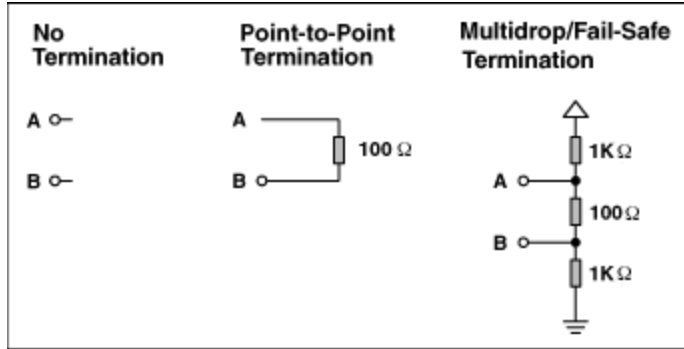 No
Termination
Point-to-Point
Termination
Multidrop/Fail-Safe
Termination
A
B
A
B
100 Ω
A
B
1K Ω
100 Ω
1K Ω